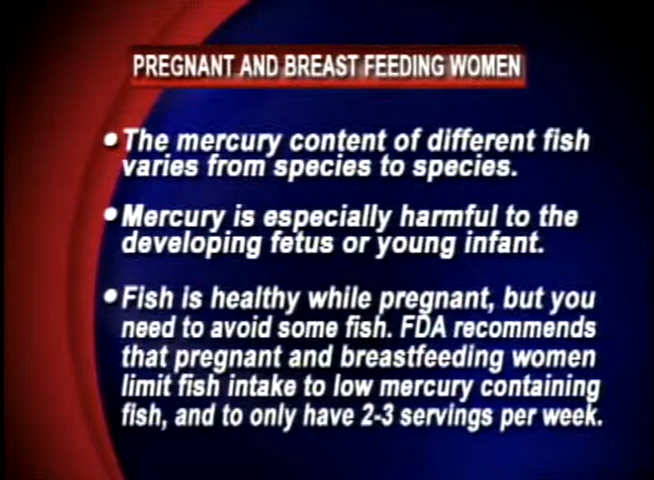 PREGNANT AND BREAST FEEDING WOMEN
• The mercury content of different fish
varies from species to species.
• Mercury is especially harmful to the
developing fetus or young infant.
• Fish is healthy while pregnant, but you
need to avoid some fish. FDA recommends
that pregnant and breastfeeding women
limit fish intake to low mercury containing
fish, and to only have 2-3 servings per week.